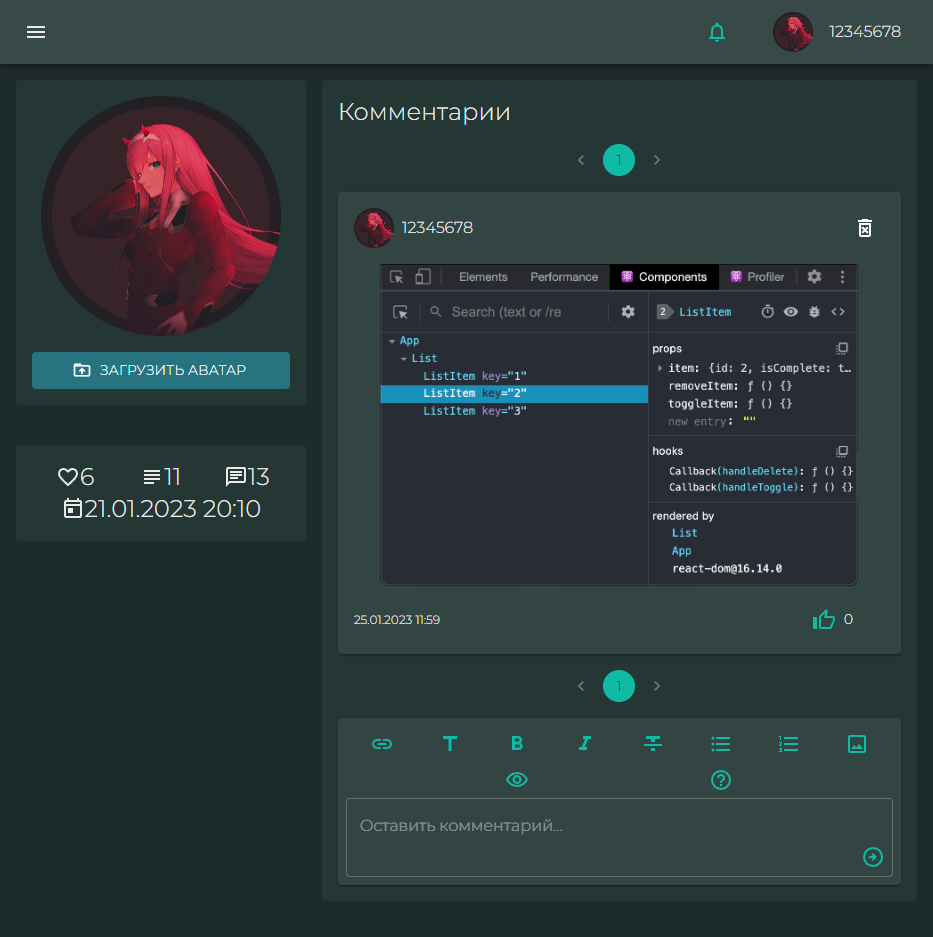 12345678
Комментарии
1
12345678
Elements Performance Components Profiler
Search (text or /re
2 ListItem
App
List
ListItem key="1"
ListItem key="2"
ListItem key="3"
props
item: {id: 2, isComplete: t…
removeItem: ƒ () {}
toggleItem: ƒ () {}
new entry: ""
hooks
Callback(handleDelete): ƒ () {}
Callback(handleToggle): ƒ () {}
rendered by
List
App
react-dom@16.14.0
25.01.2023 11:59
0
1
T B I
Оставить комментарий...
ЗАГРУЗИТЬ АВАТАР
6 11 13
21.01.2023 20:10